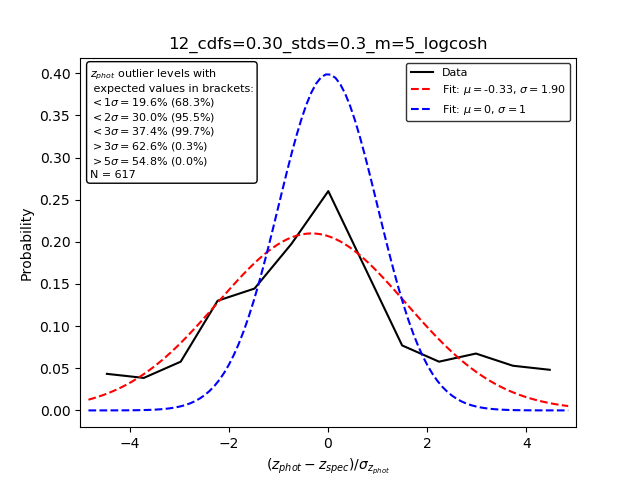 12_cdfs=0.30_stds=0.3_m=5_logcosh
z_phot outlier levels with
expected values in brackets:
<1σ = 19.6% (68.3%)
<2σ = 30.0% (95.5%)
<3σ = 37.4% (99.7%)
>3σ = 62.6% (0.3%)
>5σ = 54.8% (0.0%)
N = 617
Data
Fit: μ=-0.33, σ=1.90
Fit: μ=0, σ=1
Probability
0.40
0.35
0.30
0.25
0.20
0.15
0.10
0.05
0.00
−4 −2 0 2 4
(z_phot − z_spec)/σ_z_phot